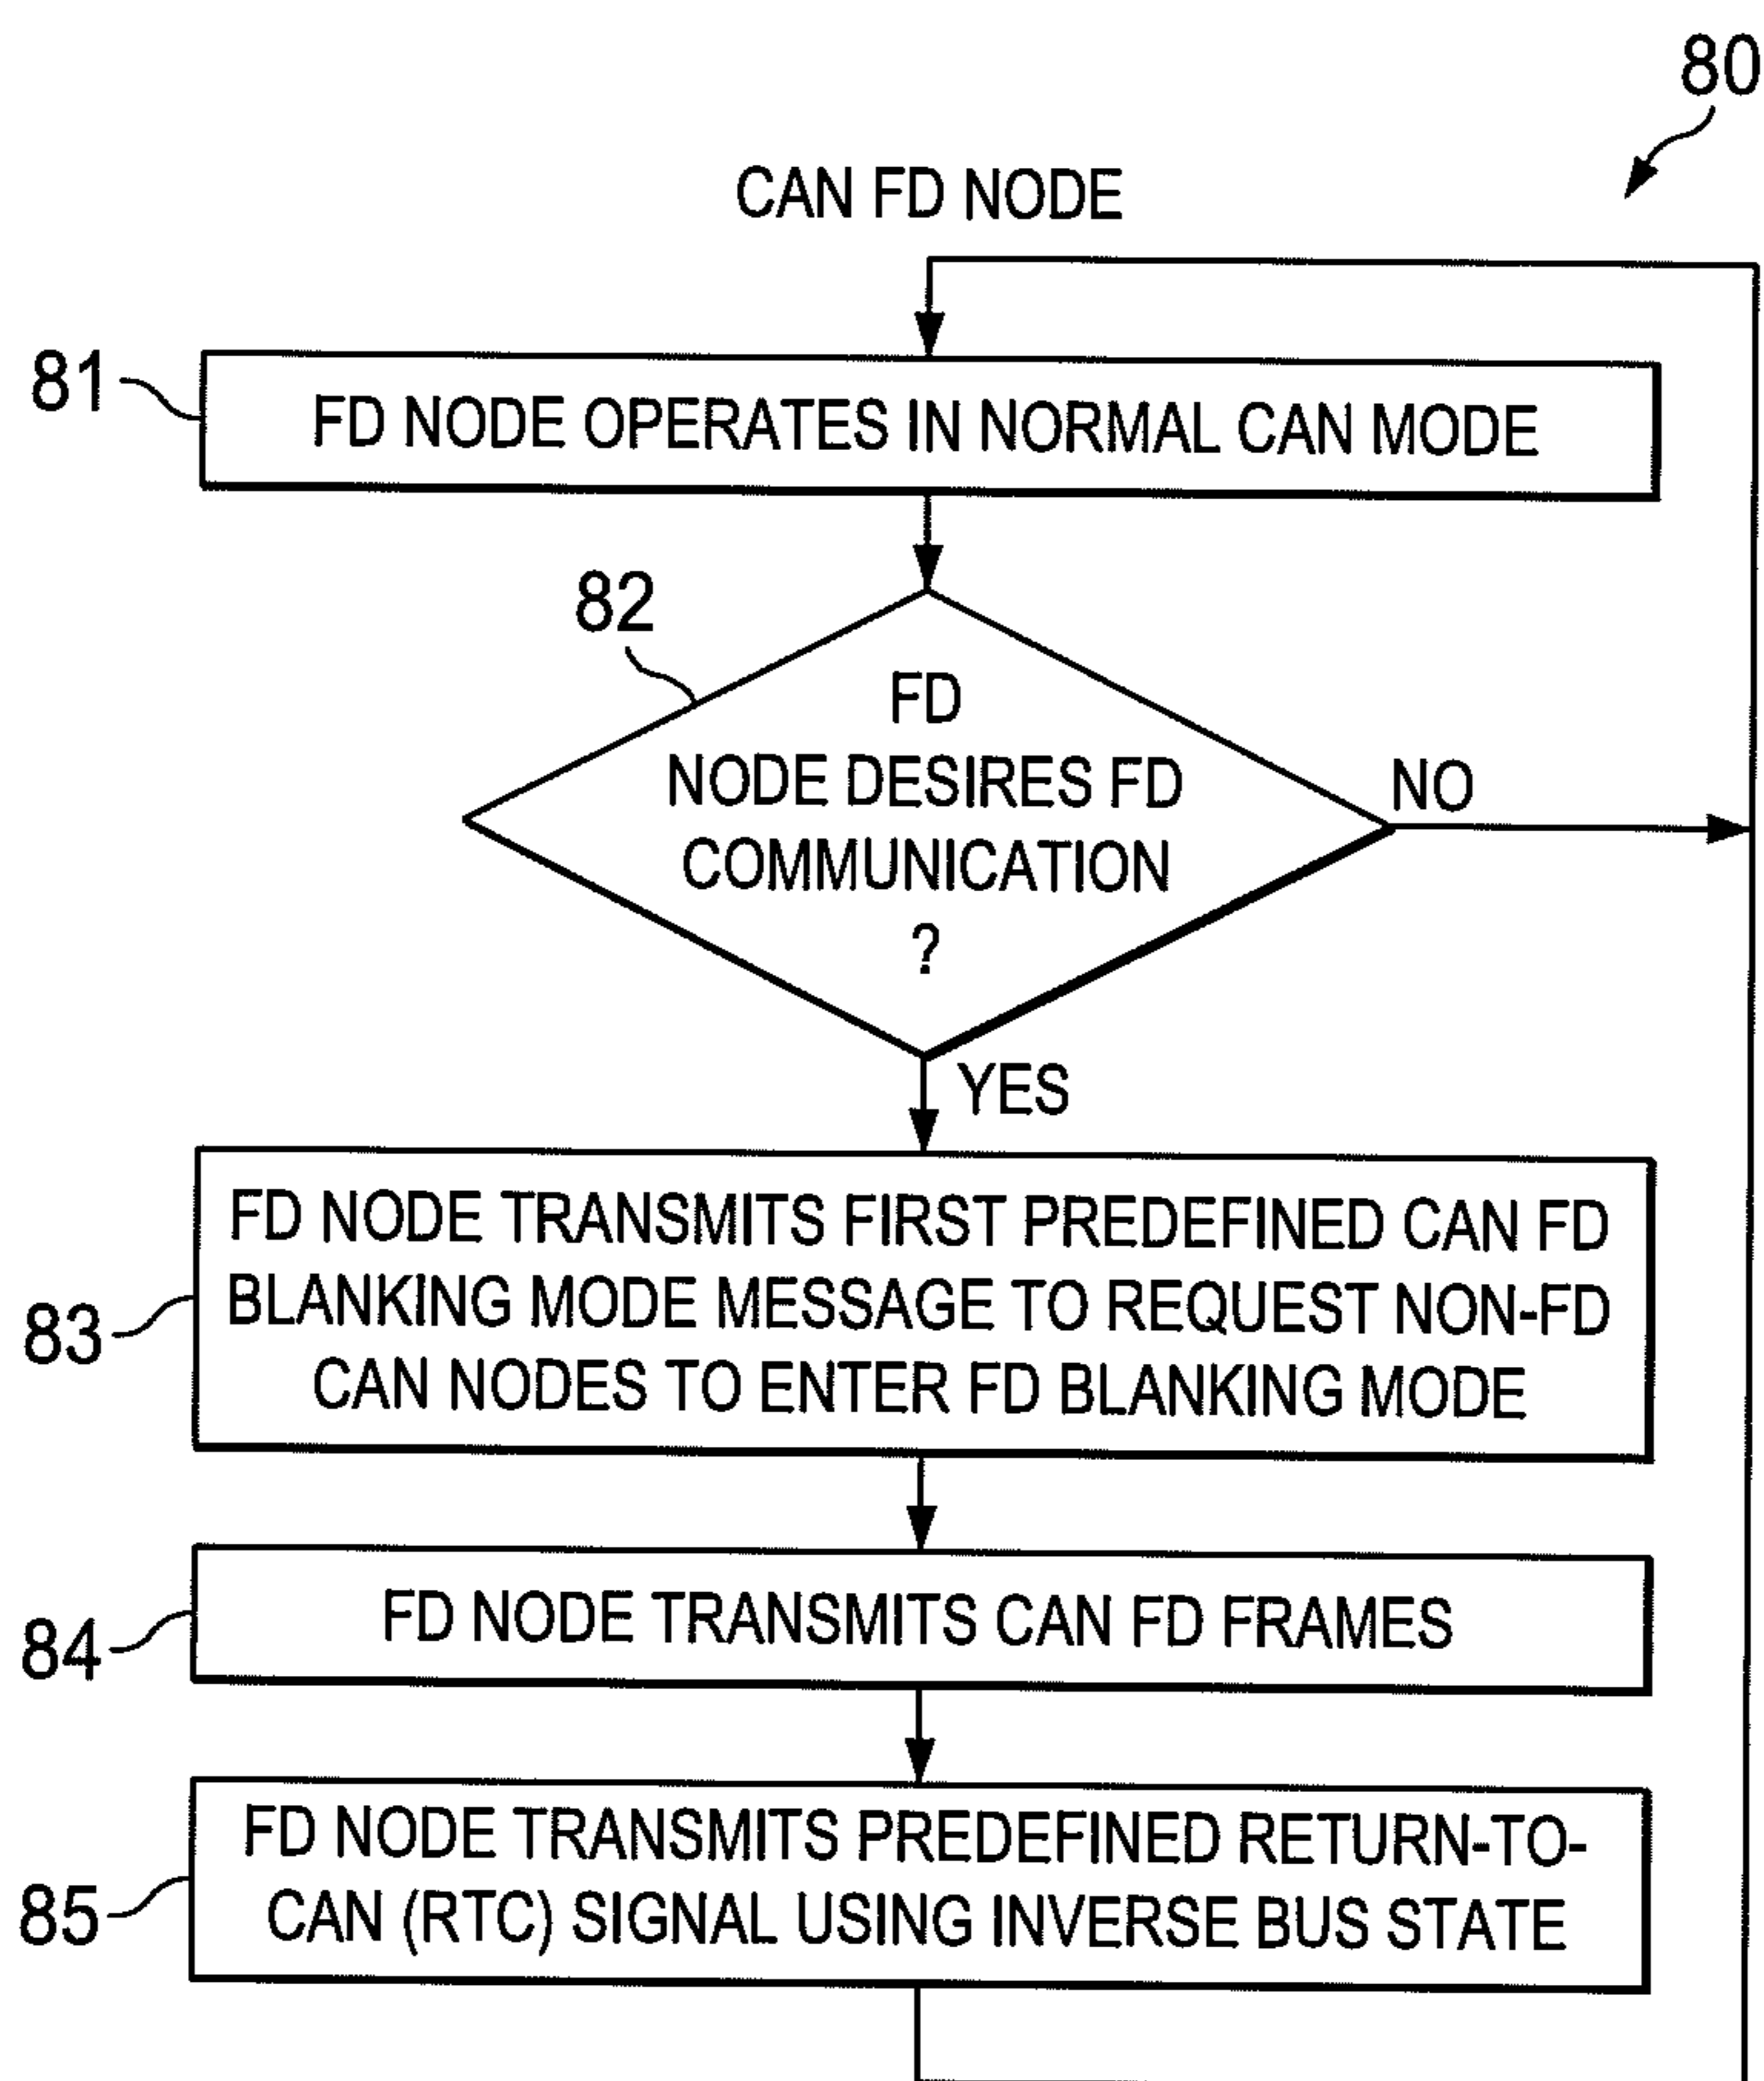 80
CAN FD NODE
81
FD NODE OPERATES IN NORMAL CAN MODE
82
FD
NODE DESIRES FD
COMMUNICATION
?
NO
YES
83
FD NODE TRANSMITS FIRST PREDEFINED CAN FD
BLANKING MODE MESSAGE TO REQUEST NON-FD
CAN NODES TO ENTER FD BLANKING MODE
84
FD NODE TRANSMITS CAN FD FRAMES
85
FD NODE TRANSMITS PREDEFINED RETURN-TO-
CAN (RTC) SIGNAL USING INVERSE BUS STATE